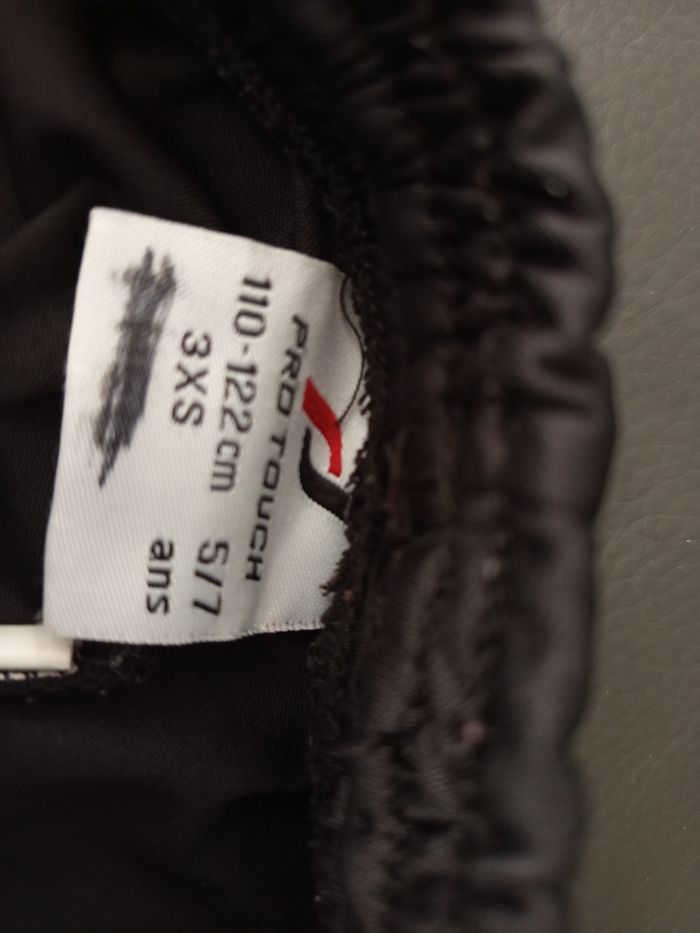 PRO TOUCH
110-122cm 5/7
3XS ans